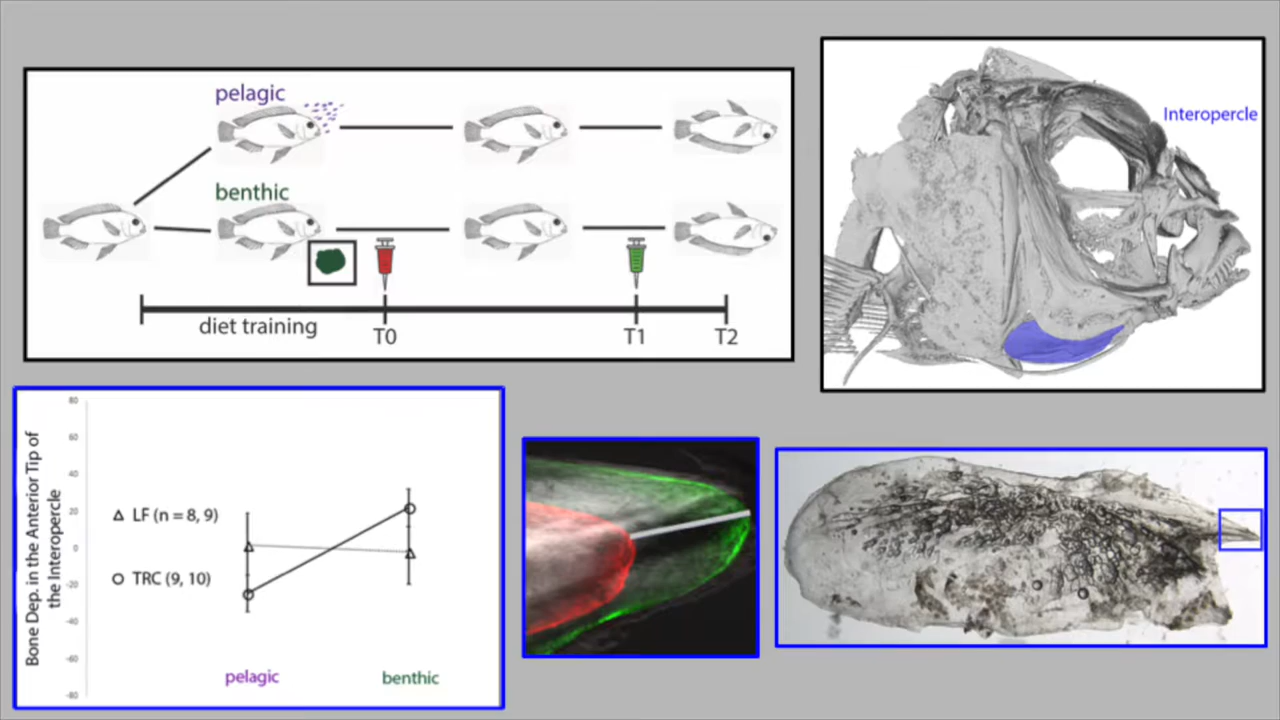 pelagic
benthic
diet training
T0
T1
T2
Interopercle
Bone Dep. in the Anterior Tip of
the Interopercle
80
60
40
20
0
-20
-40
-60
-80
LF (n = 8, 9)
TRC (9, 10)
pelagic
benthic